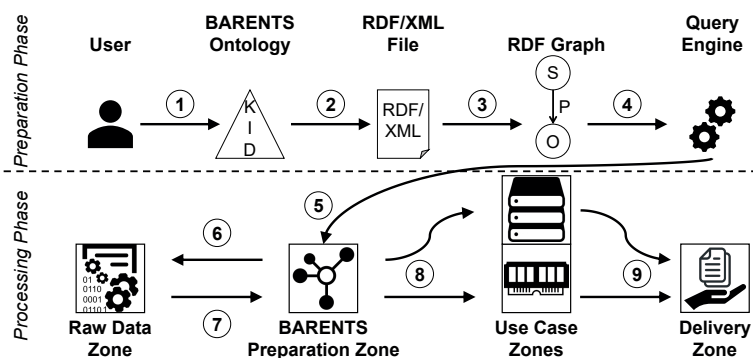 Preparation Phase
User
BARENTS
Ontology
RDF/XML
File
RDF Graph
Query
Engine
1
K
I
D
2
RDF/
XML
3
S
P
O
4
Processing Phase
5
6
7
8
9
01
0110
0001
01101
Raw Data
Zone
BARENTS
Preparation Zone
Use Case
Zones
Delivery
Zone